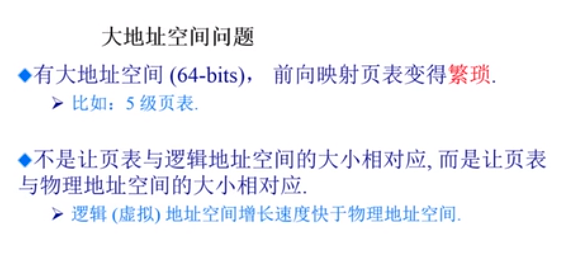 大地址空间问题
◆有大地址空间 (64-bits)， 前向映射页表变得繁琐.
➢ 比如：5 级页表.
◆不是让页表与逻辑地址空间的大小相对应, 而是让页表
与物理地址空间的大小相对应.
➢ 逻辑 (虚拟) 地址空间增长速度快于物理地址空间.